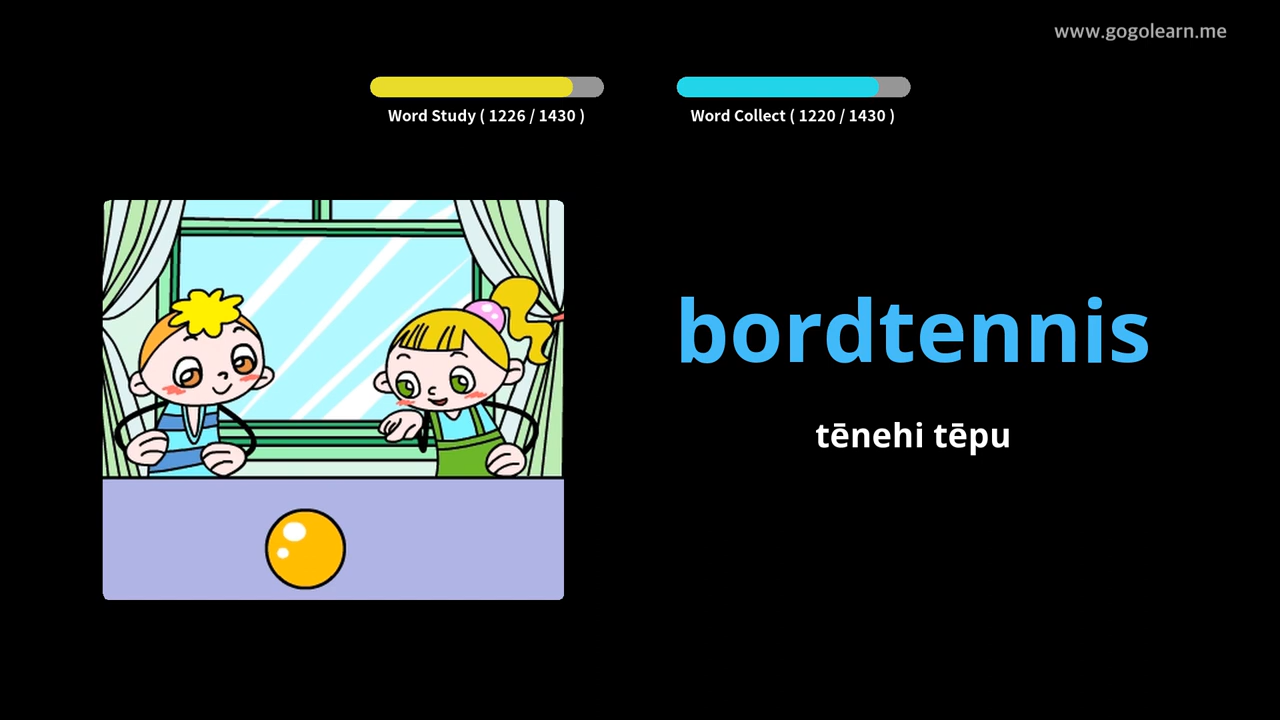 www.gogolearn.me
Word Study ( 1226 / 1430 )
Word Collect ( 1220 / 1430 )
bordtennis
tēnehi tēpu